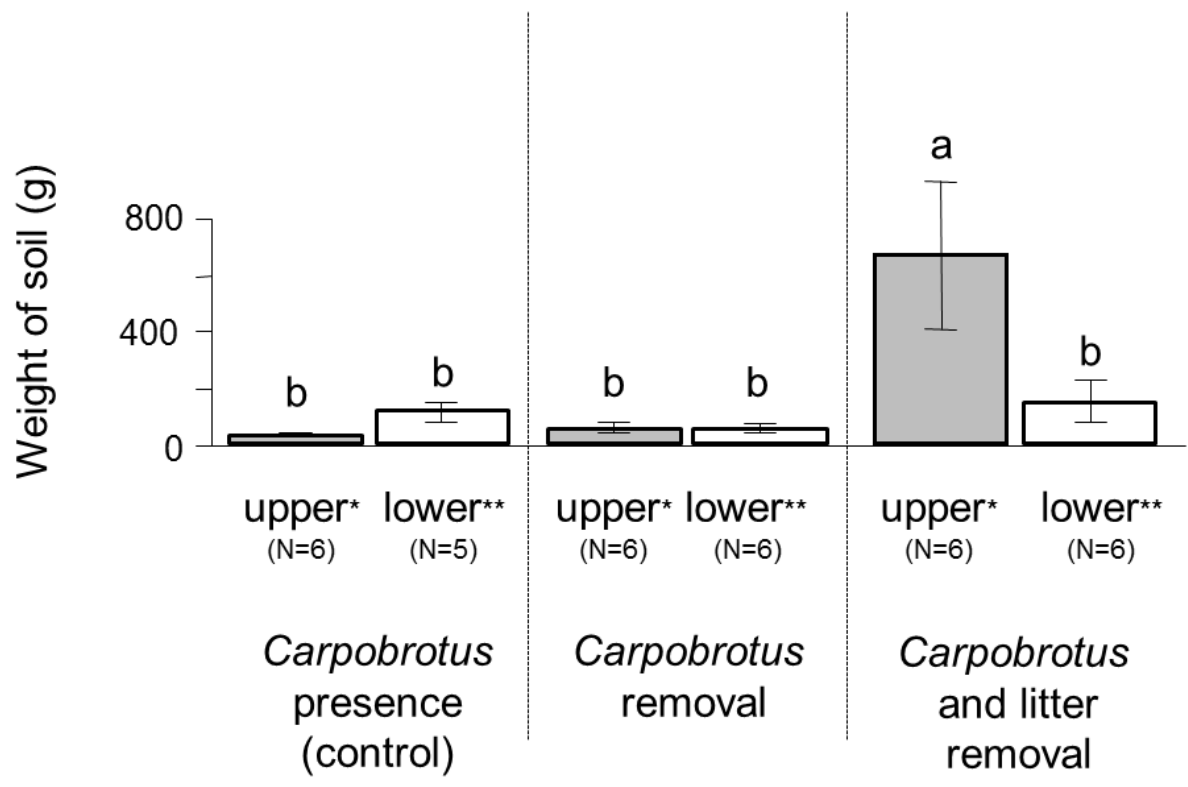 Weight of soil (g)
800
400
0
b
b
b
b
a
b
upper* lower** upper* lower** upper* lower**
(N=6) (N=5) (N=6) (N=6) (N=6) (N=6)
Carpobrotus
presence
(control)
Carpobrotus
removal
Carpobrotus
and litter
removal